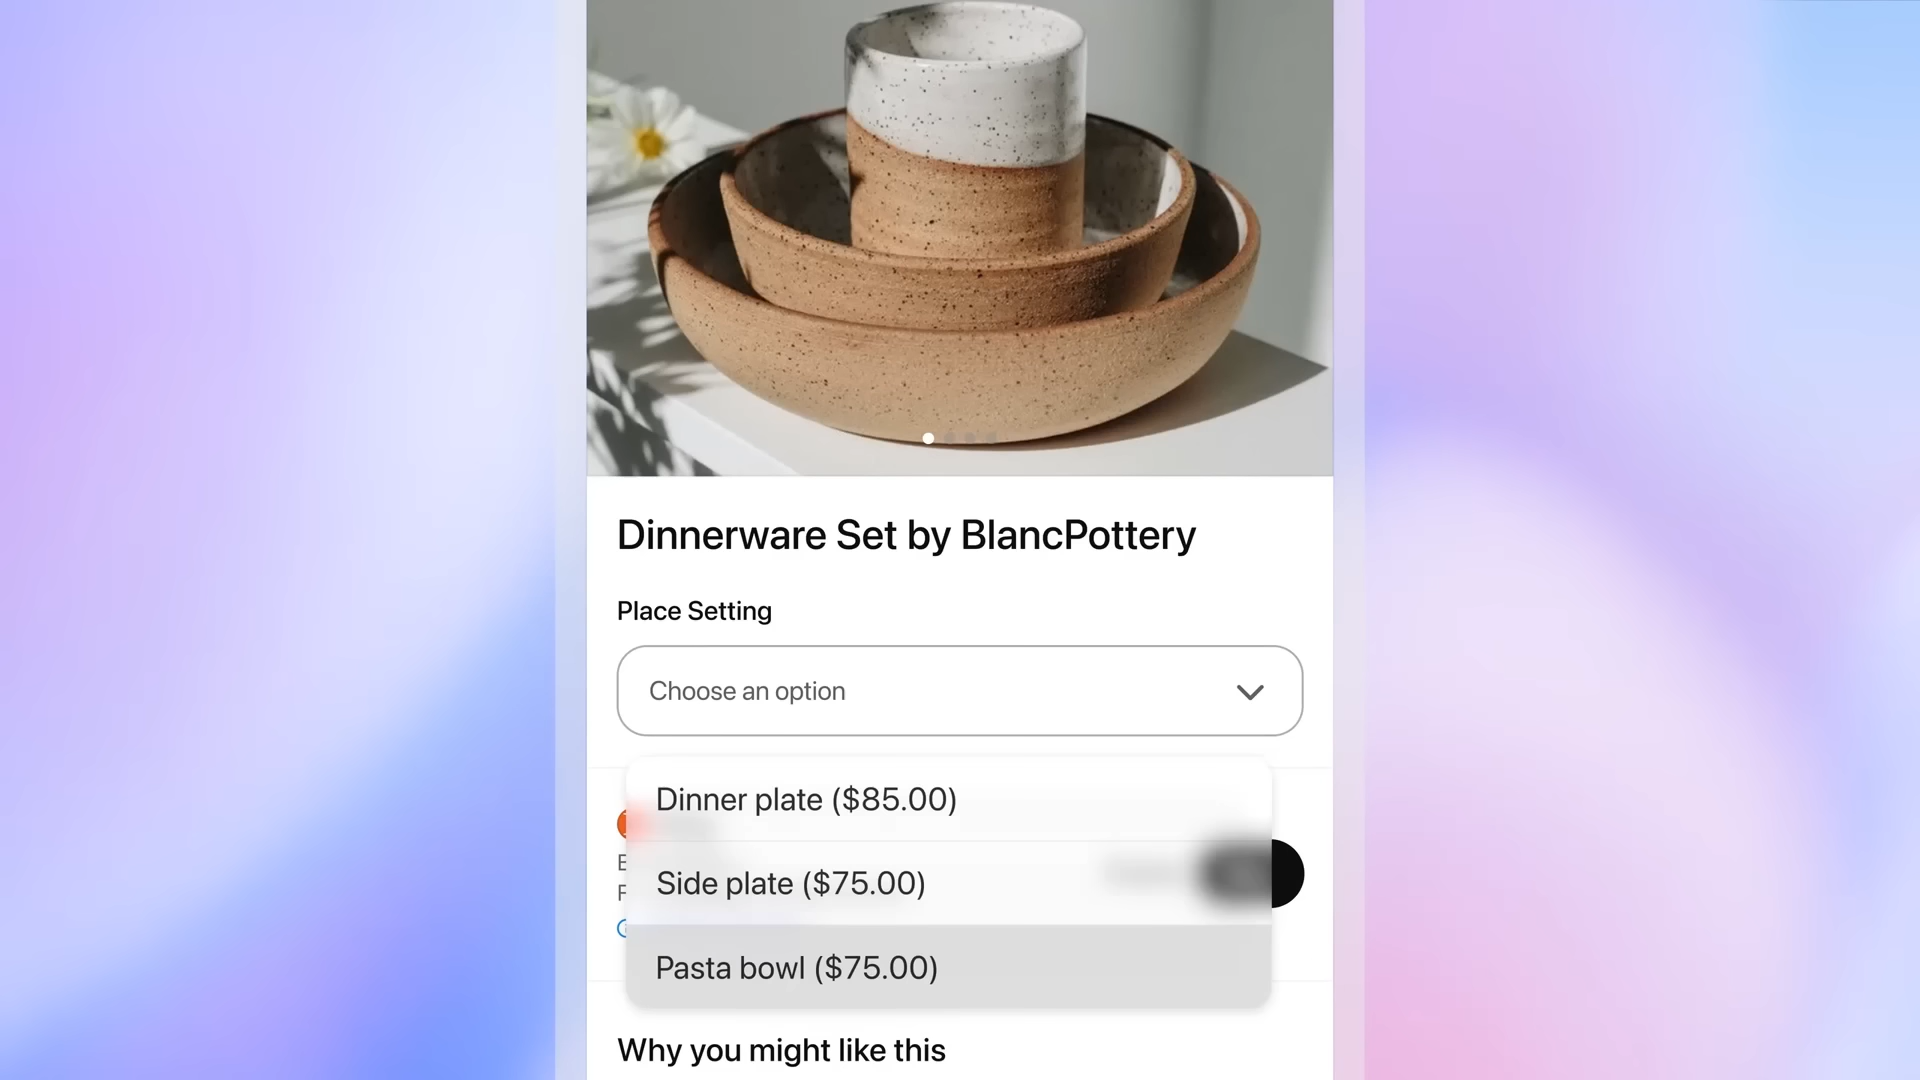 Dinnerware Set by BlancPottery
Place Setting
Choose an option
Dinner plate ($85.00)
Side plate ($75.00)
Pasta bowl ($75.00)
Why you might like this